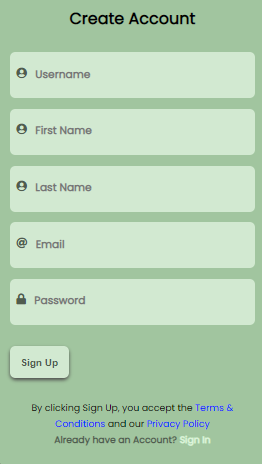 Create Account
Username
First Name
Last Name
@ Email
Password
Sign Up
By clicking Sign Up, you accept the Terms &
Conditions and our Privacy Policy
Already have an Account? Sign In